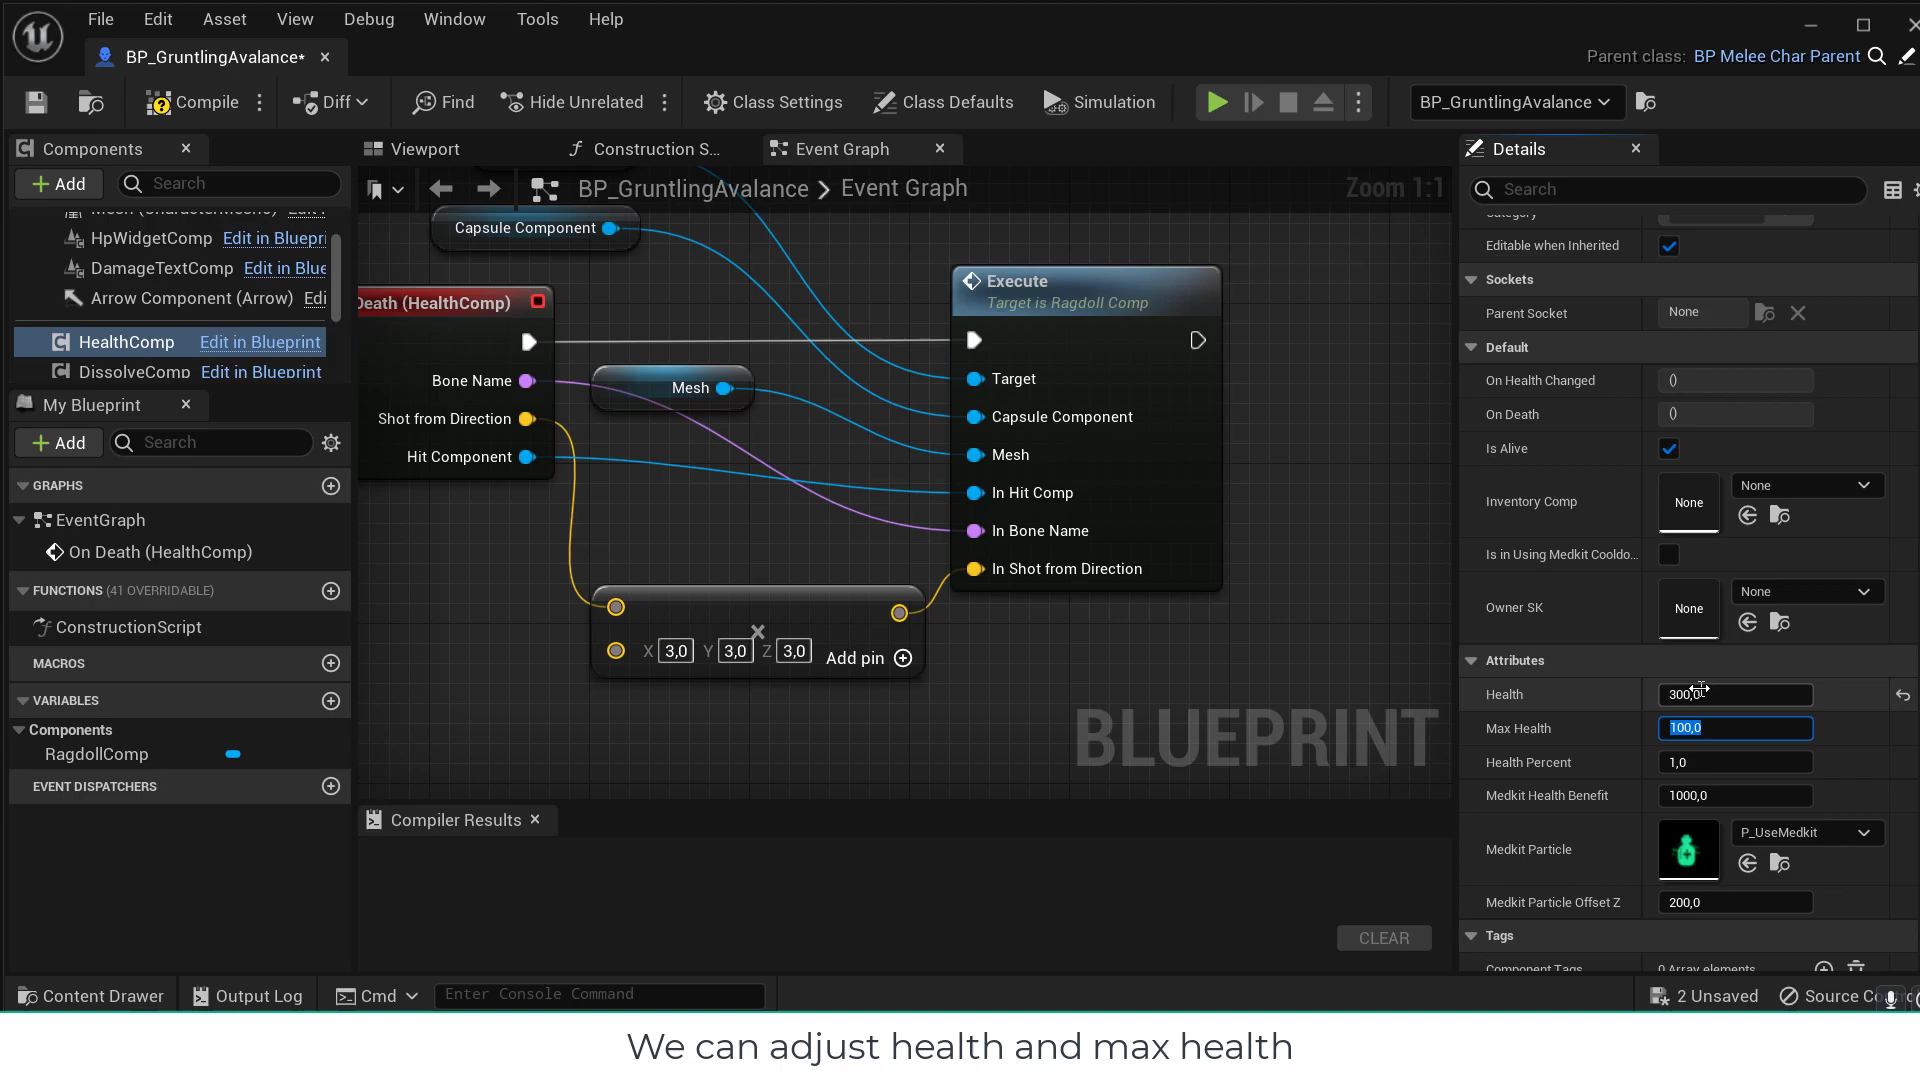 File Edit Asset View Debug Window Tools Help
BP_GruntlingAvalance*
Parent class: BP Melee Char Parent
Compile Diff Find Hide Unrelated Class Settings Class Defaults Simulation BP_GruntlingAvalance
Components
Add Search
HpWidgetComp Edit in Bluepri
DamageTextComp Edit in Blue
Arrow Component (Arrow) Edi
HealthComp Edit in Blueprint
DissolveComp Edit in Blueprint
My Blueprint
Add Search
GRAPHS
EventGraph
On Death (HealthComp)
FUNCTIONS (41 OVERRIDABLE)
ConstructionScript
MACROS
VARIABLES
Components
RagdollComp
EVENT DISPATCHERS
Viewport Construction S... Event Graph
BP_GruntlingAvalance > Event Graph Zoom 1:1
Capsule Component
Death (HealthComp)
Bone Name
Shot from Direction
Hit Component
Mesh
Execute
Target is Ragdoll Comp
Target
Capsule Component
Mesh
In Hit Comp
In Bone Name
In Shot from Direction
X 3,0 Y 3,0 Z 3,0 Add pin
BLUEPRINT
Compiler Results
CLEAR
Details
Search
Category
Editable when Inherited
Sockets
Parent Socket None
Default
On Health Changed ()
On Death ()
Is Alive
Inventory Comp None None
Is in Using Medkit Cooldo...
Owner SK None None
Attributes
Health 300,0
Max Health 100,0
Health Percent 1,0
Medkit Health Benefit 1000,0
Medkit Particle P_UseMedkit
Medkit Particle Offset Z 200,0
Tags
Component Tags 0 Array elements
Content Drawer Output Log Cmd Enter Console Command 2 Unsaved Source Co
We can adjust health and max health